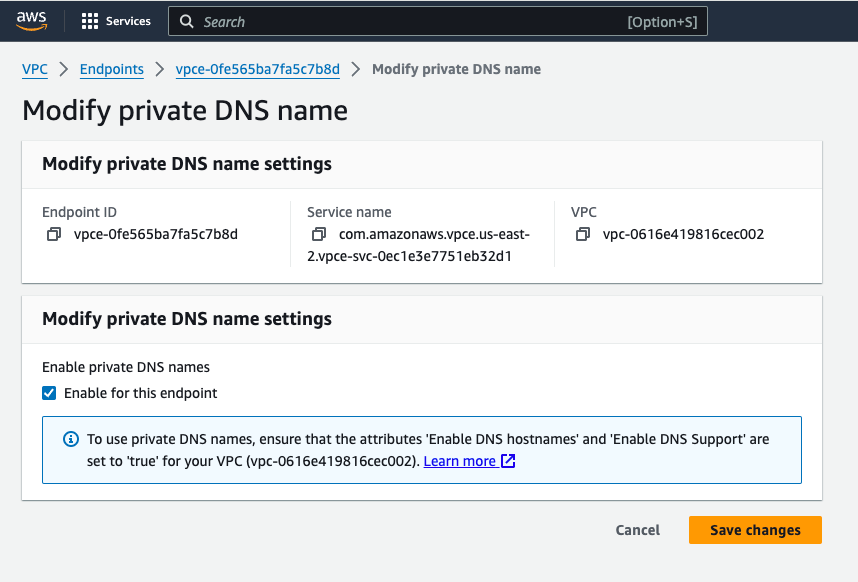 aws
Services
Search
[Option+S]
VPC > Endpoints > vpce-0fe565ba7fa5c7b8d > Modify private DNS name
Modify private DNS name
Modify private DNS name settings
Endpoint ID
vpce-0fe565ba7fa5c7b8d
Service name
com.amazonaws.vpce.us-east-
2.vpce-svc-0ec1e3e7751eb32d1
VPC
vpc-0616e419816cec002
Modify private DNS name settings
Enable private DNS names
Enable for this endpoint
To use private DNS names, ensure that the attributes 'Enable DNS hostnames' and 'Enable DNS Support' are
set to 'true' for your VPC (vpc-0616e419816cec002). Learn more
Cancel
Save changes